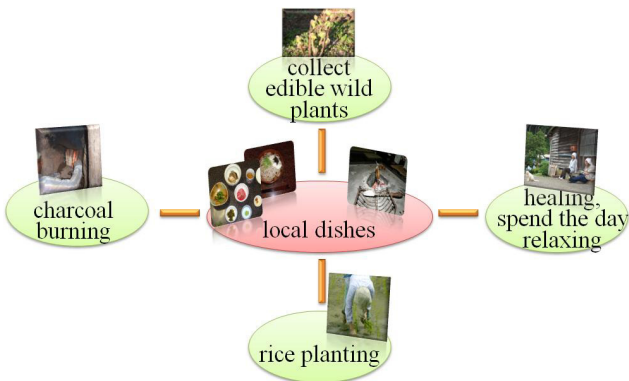 collect
edible wild
plants
charcoal
burning
local dishes
healing,
spend the day
relaxing
rice planting